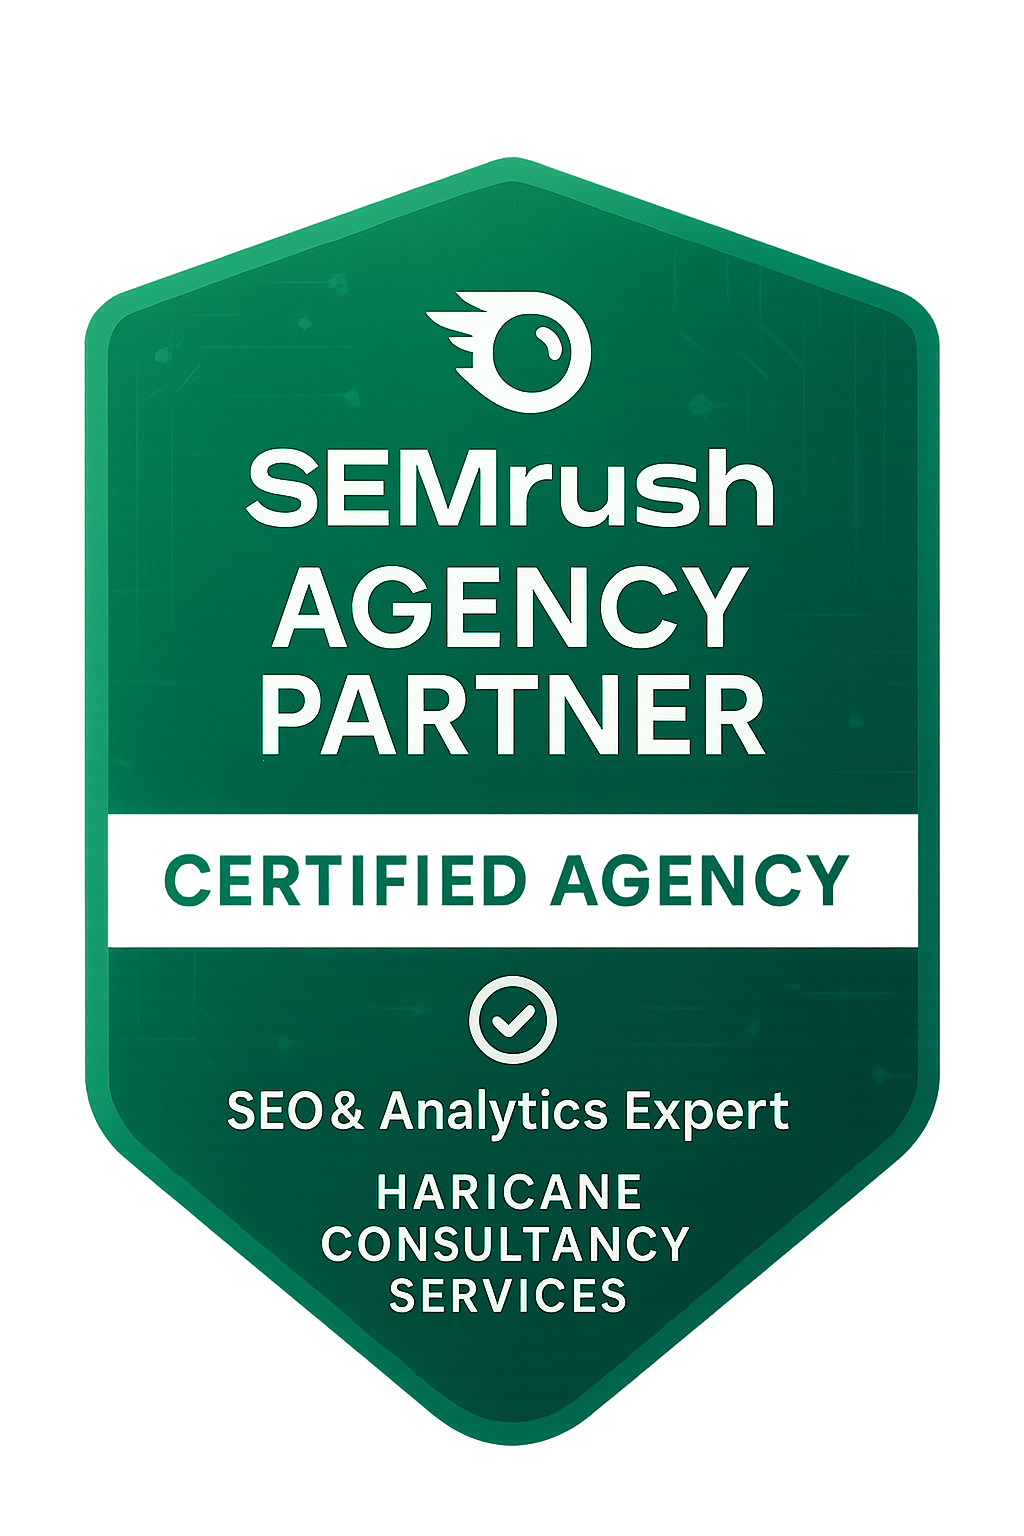 SEMrush
AGENCY
PARTNER
CERTIFIED AGENCY
SEO& Analytics Expert
HARICANE
CONSULTANCY
SERVICES